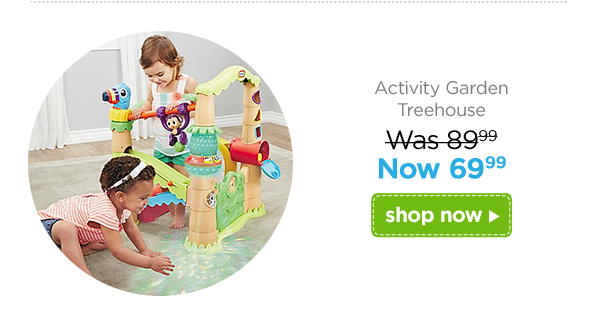 Activity Garden
Treehouse
Was 89⁹⁹
Now 69⁹⁹
shop now ▸